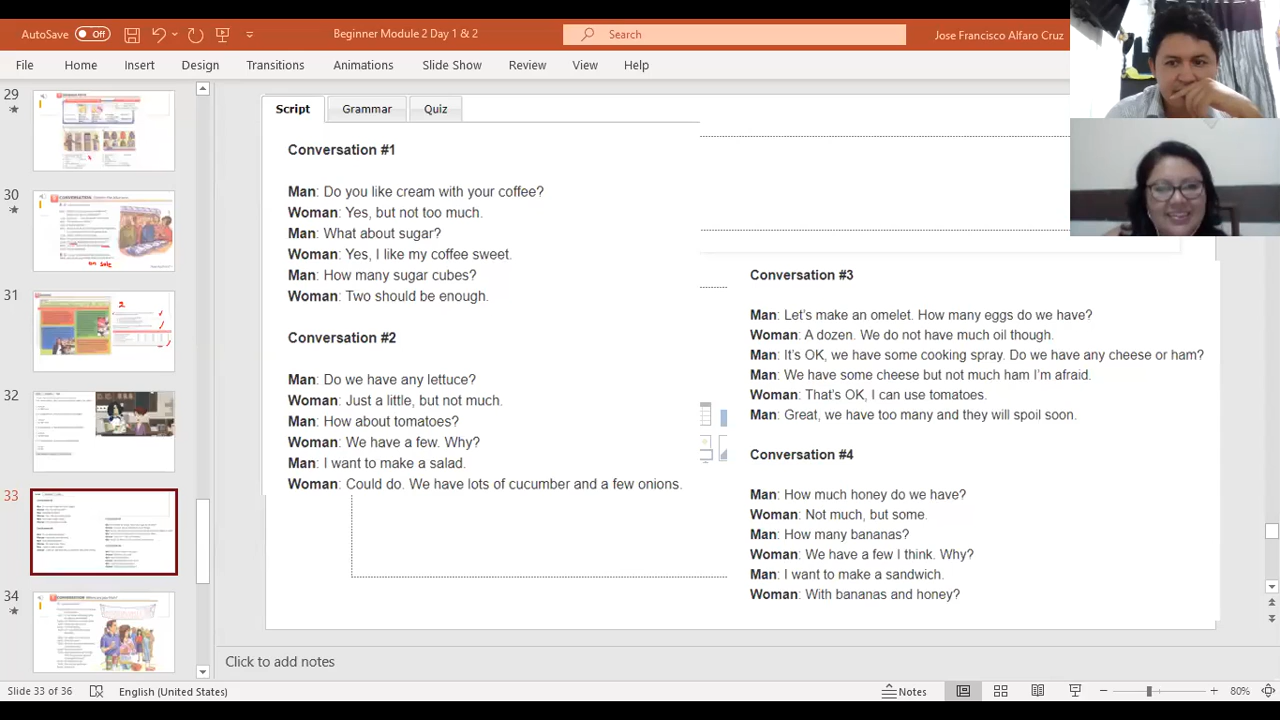 AutoSave Off
Beginner Module 2 Day 1 & 2
Search
Jose Francisco Alfaro Cruz
File Home Insert Design Transitions Animations Slide Show Review View Help
29
30
31
32
33
34
Script Grammar Quiz
Conversation #1
Man: Do you like cream with your coffee?
Woman: Yes, but not too much.
Man: What about sugar?
Woman: Yes, I like my coffee sweet.
Man: How many sugar cubes?
Woman: Two should be enough.
Conversation #2
Man: Do we have any lettuce?
Woman: Just a little, but not much.
Man: How about tomatoes?
Woman: We have a few. Why?
Man: I want to make a salad.
Woman: Could do. We have lots of cucumber and a few onions.
Conversation #3
Man: Let's make an omelet. How many eggs do we have?
Woman: A dozen. We do not have much oil though.
Man: It's OK, we have some cooking spray. Do we have any cheese or ham?
Man: We have some cheese but not much ham I'm afraid.
Woman: That's OK, I can use tomatoes.
Man: Great, we have too many and they will spoil soon.
Conversation #4
Man: How much honey do we have?
Woman: Not much, but some.
Man: How many bananas?
Woman: We have a few I think. Why?
Man: I want to make a sandwich.
Woman: With bananas and honey?
Click to add notes
Slide 33 of 36 English (United States) Notes 80%